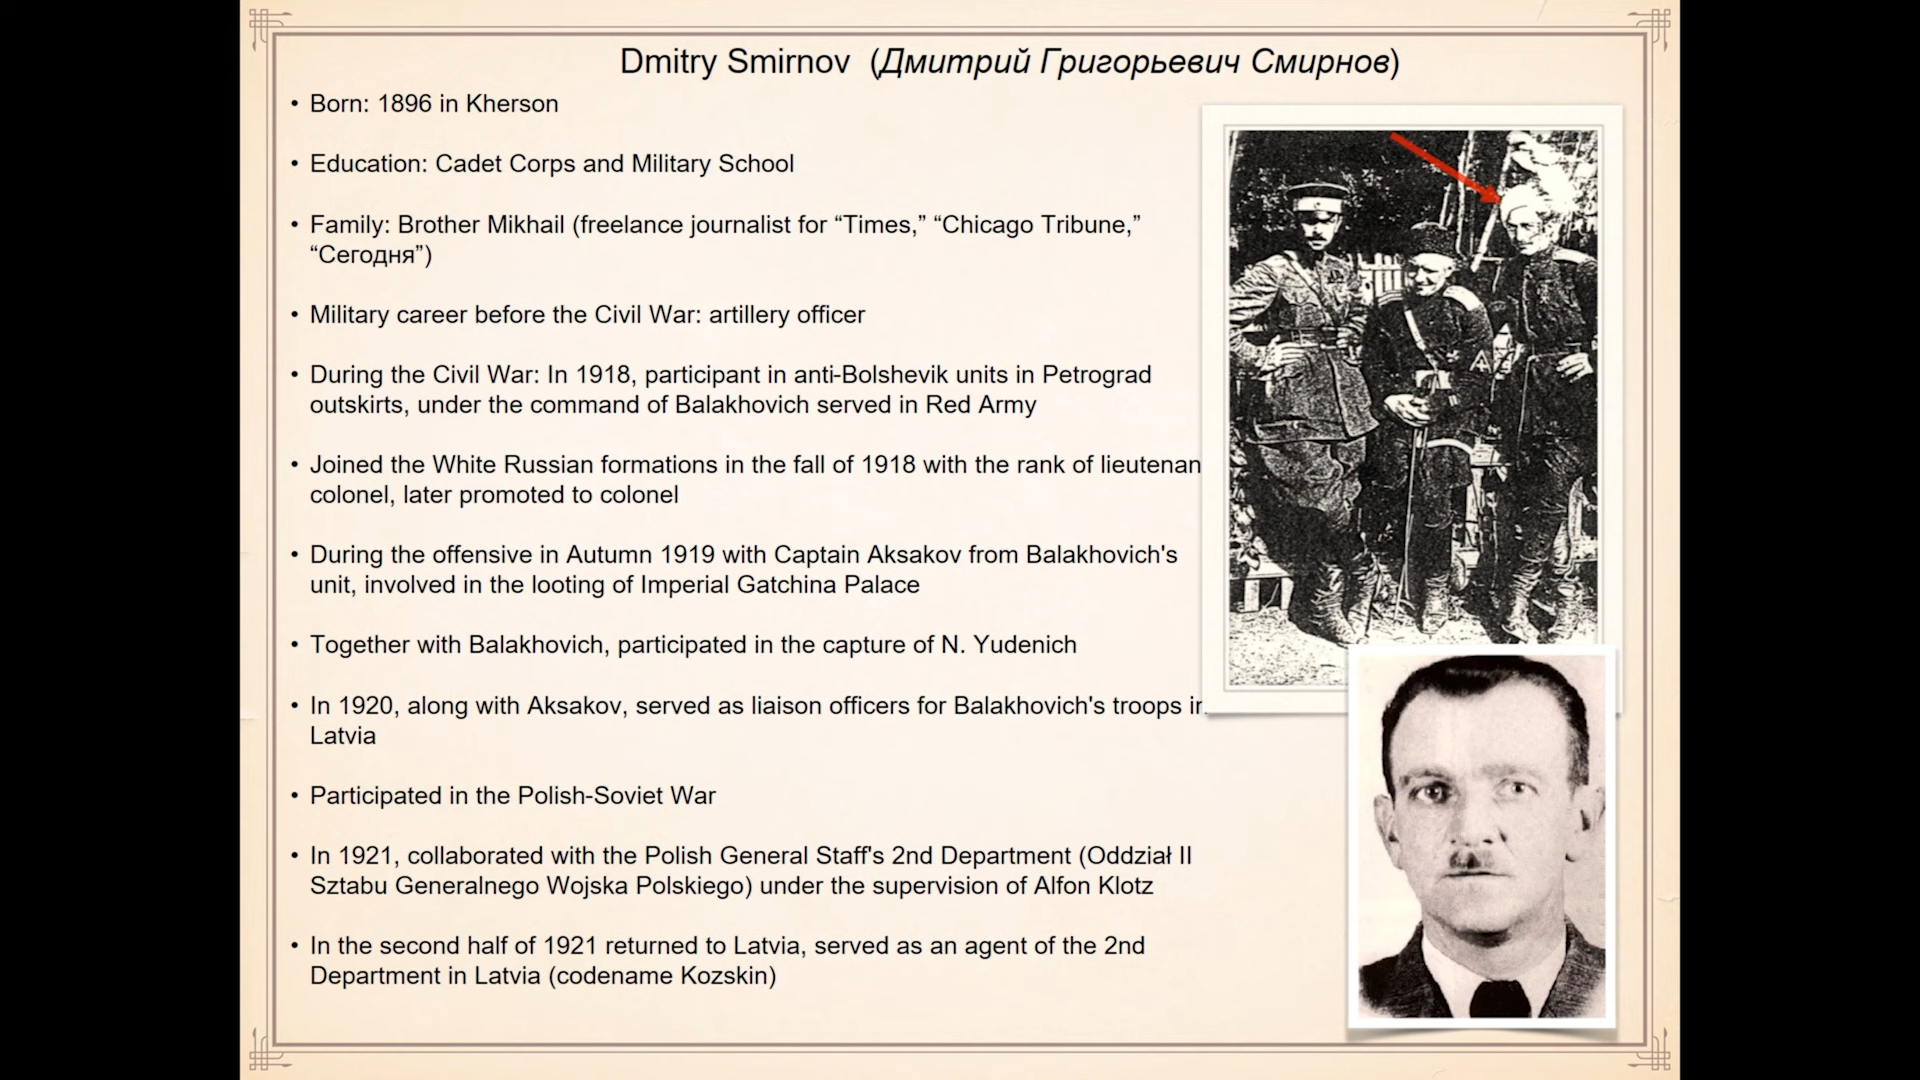 Dmitry Smirnov (Дмитрий Григорьевич Смирнов)
• Born: 1896 in Kherson
• Education: Cadet Corps and Military School
• Family: Brother Mikhail (freelance journalist for “Times,” “Chicago Tribune,”
“Сегодня”)
• Military career before the Civil War: artillery officer
• During the Civil War: In 1918, participant in anti-Bolshevik units in Petrograd
outskirts, under the command of Balakhovich served in Red Army
• Joined the White Russian formations in the fall of 1918 with the rank of lieutenan
colonel, later promoted to colonel
• During the offensive in Autumn 1919 with Captain Aksakov from Balakhovich's
unit, involved in the looting of Imperial Gatchina Palace
• Together with Balakhovich, participated in the capture of N. Yudenich
• In 1920, along with Aksakov, served as liaison officers for Balakhovich's troops in
Latvia
• Participated in the Polish-Soviet War
• In 1921, collaborated with the Polish General Staff's 2nd Department (Oddział II
Sztabu Generalnego Wojska Polskiego) under the supervision of Alfon Klotz
• In the second half of 1921 returned to Latvia, served as an agent of the 2nd
Department in Latvia (codename Kozskin)